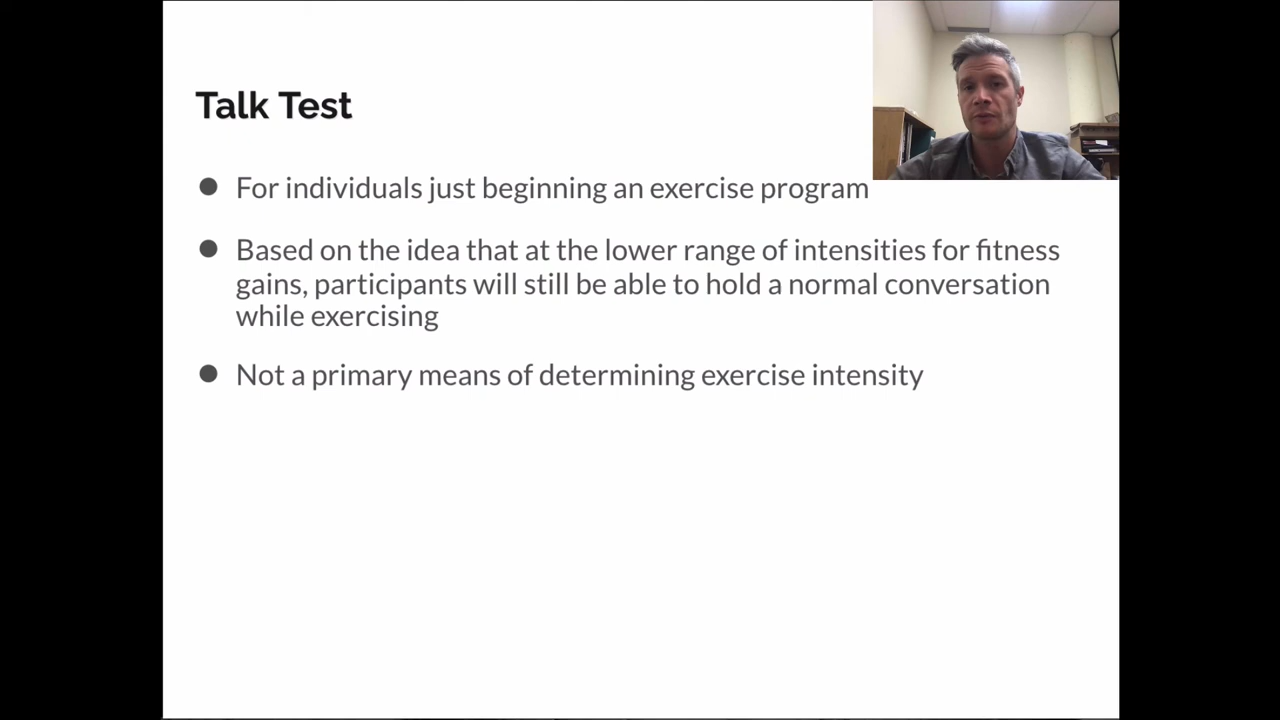 Talk Test
● For individuals just beginning an exercise program
● Based on the idea that at the lower range of intensities for fitness
gains, participants will still be able to hold a normal conversation
while exercising
● Not a primary means of determining exercise intensity